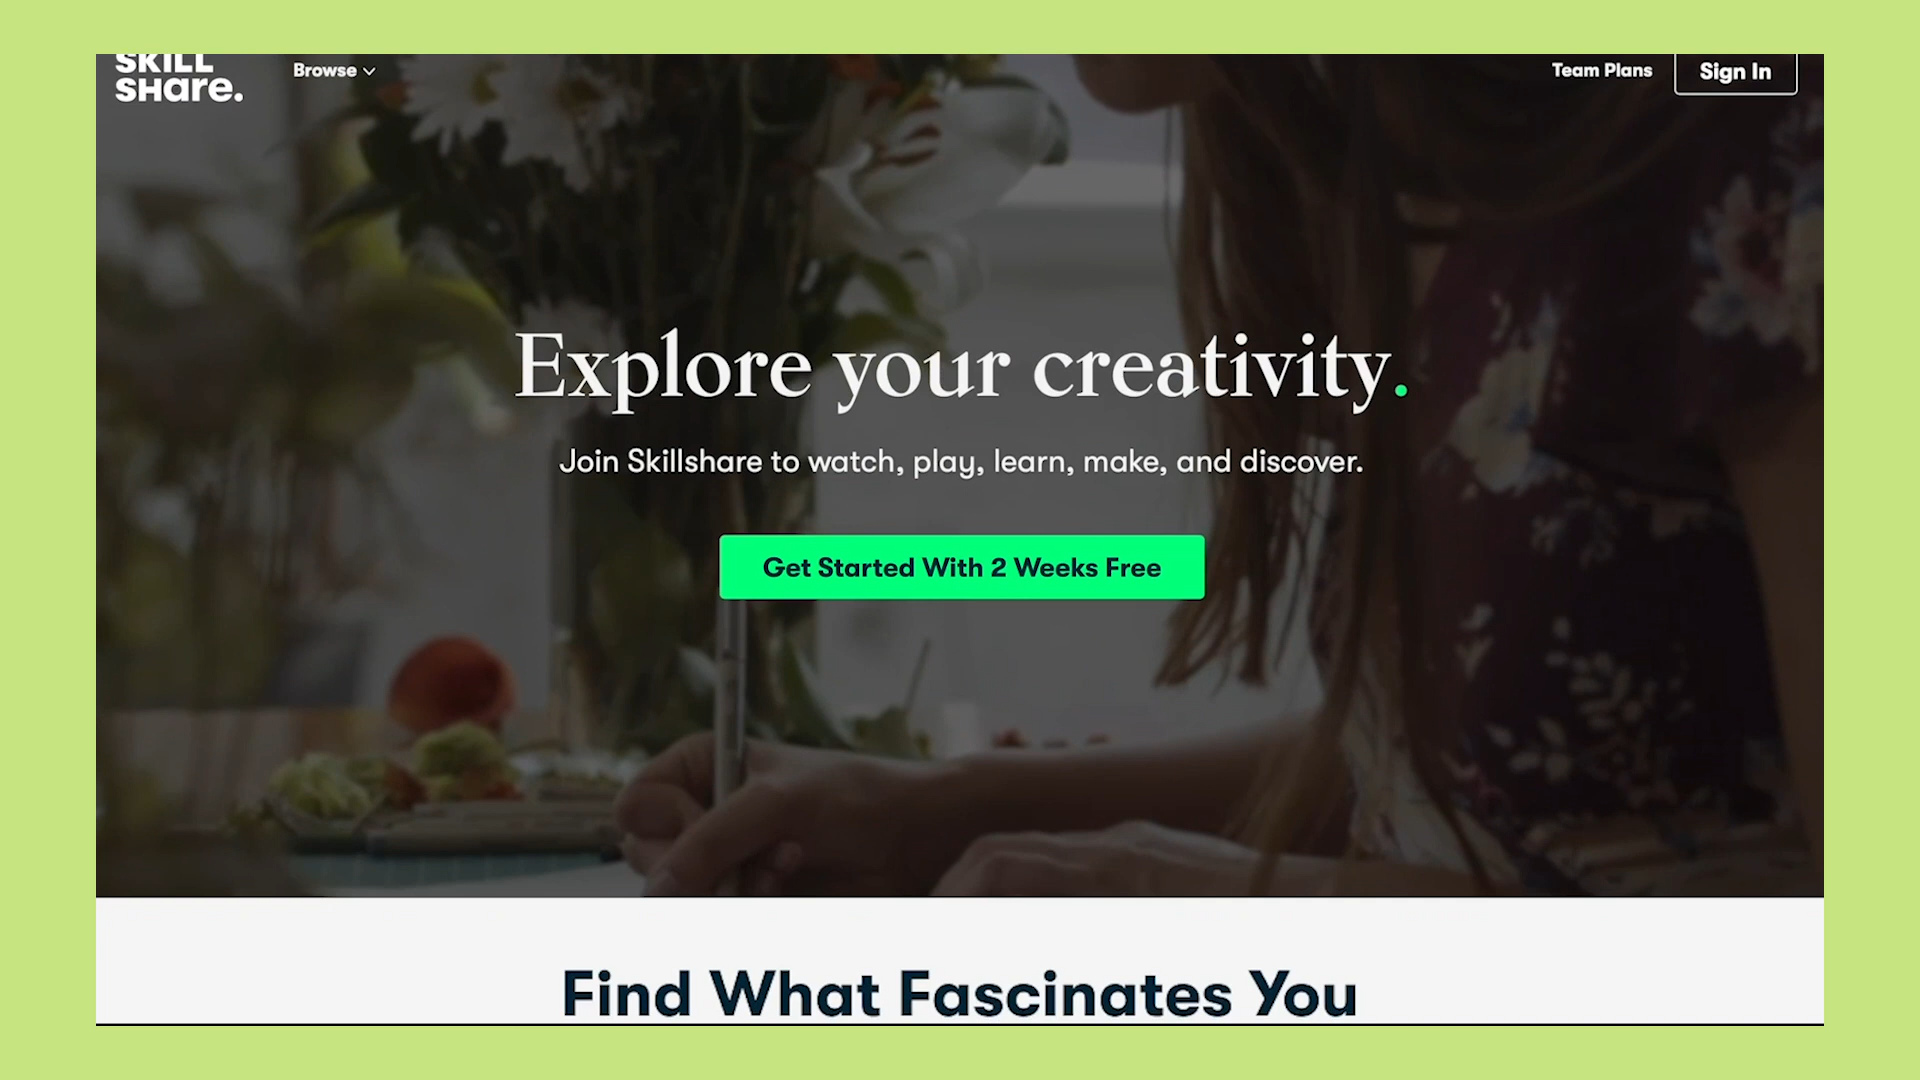 SKILL
SHare.
Browse
Team Plans
Sign In
Explore your creativity.
Join Skillshare to watch, play, learn, make, and discover.
Get Started With 2 Weeks Free
Find What Fascinates You